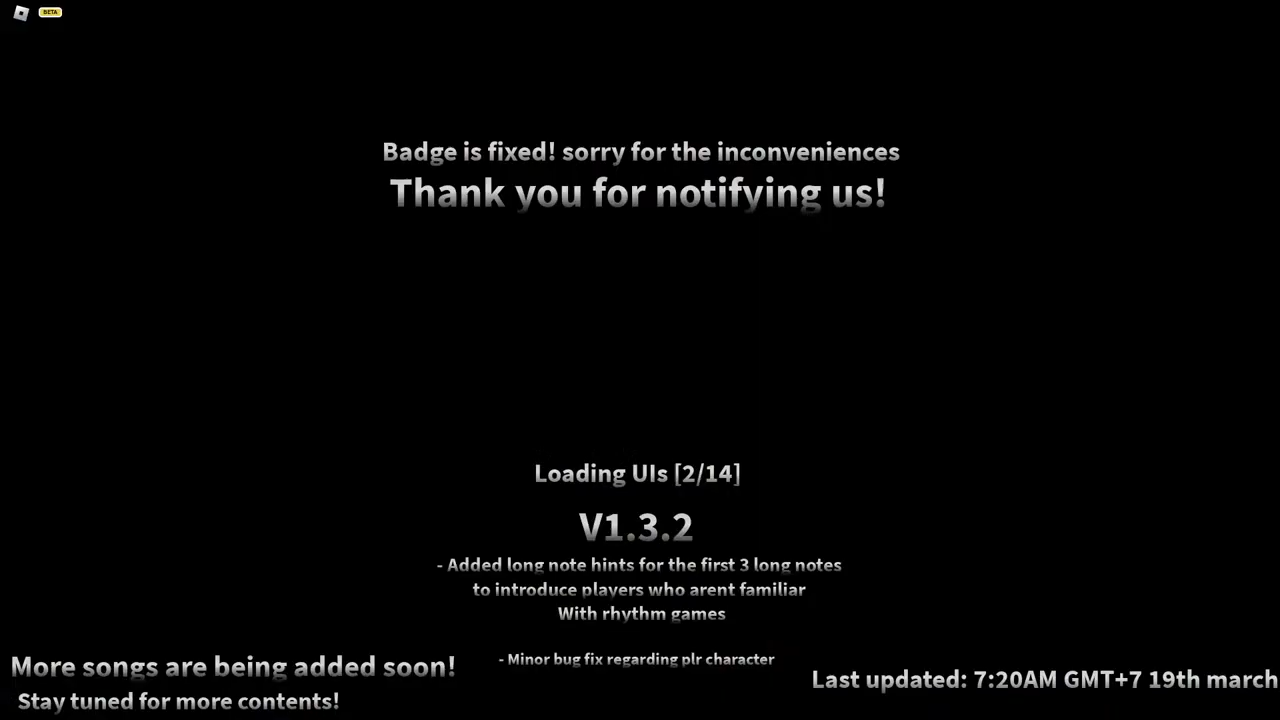 BETA
Badge is fixed! sorry for the inconveniences
Thank you for notifying us!
Loading UIs [2/14]
V1.3.2
- Added long note hints for the first 3 long notes
to introduce players who arent familiar
With rhythm games
- Minor bug fix regarding plr character
More songs are being added soon!
Stay tuned for more contents!
Last updated: 7:20AM GMT+7 19th march